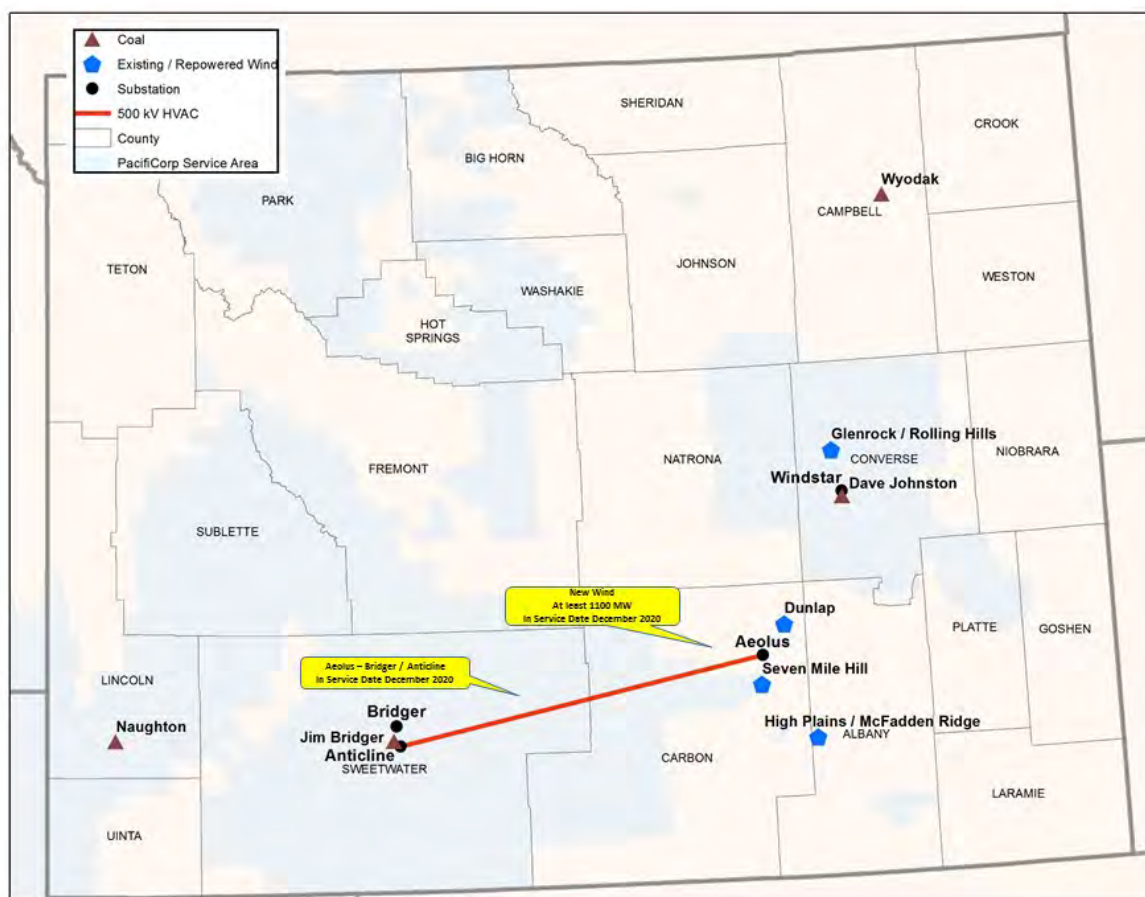 Coal
Existing / Repowered Wind
Substation
500 kV HVAC
County
PacifiCorp Service Area
SHERIDAN
CROOK
BIG HORN
PARK
Wyodak
CAMPBELL
TETON
JOHNSON
WESTON
WASHAKIE
HOT
SPRINGS
Glenrock / Rolling Hills
CONVERSE
NIOBRARA
NATRONA
FREMONT
Windstar
Dave Johnston
SUBLETTE
New Wind
At least 1100 MW
In Service Date December 2020
Dunlap
PLATTE
GOSHEN
Aeolus
Seven Mile Hill
Aeolus – Bridger / Anticline
In Service Date December 2020
LINCOLN
Naughton
Bridger
Jim Bridger
Anticline
SWEETWATER
High Plains / McFadden Ridge
ALBANY
CARBON
LARAMIE
UINTA